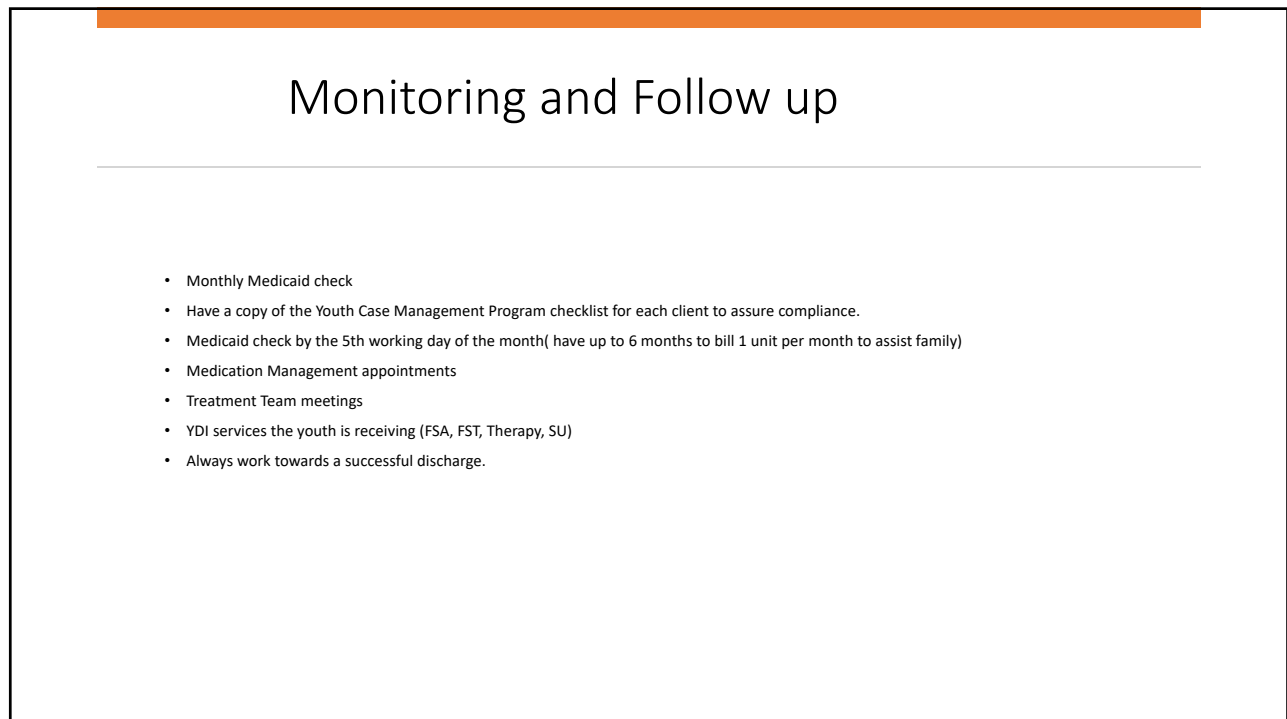 Monitoring and Follow up
• Monthly Medicaid check
• Have a copy of the Youth Case Management Program checklist for each client to assure compliance.
• Medicaid check by the 5th working day of the month( have up to 6 months to bill 1 unit per month to assist family)
• Medication Management appointments
• Treatment Team meetings
• YDI services the youth is receiving (FSA, FST, Therapy, SU)
• Always work towards a successful discharge.